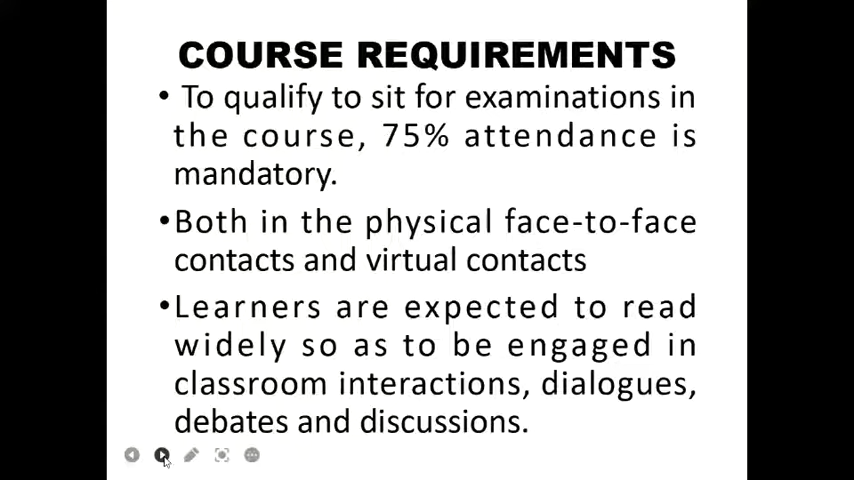 COURSE REQUIREMENTS
• To qualify to sit for examinations in
the course, 75% attendance is
mandatory.
•Both in the physical face-to-face
contacts and virtual contacts
•Learners are expected to read
widely so as to be engaged in
classroom interactions, dialogues,
debates and discussions.